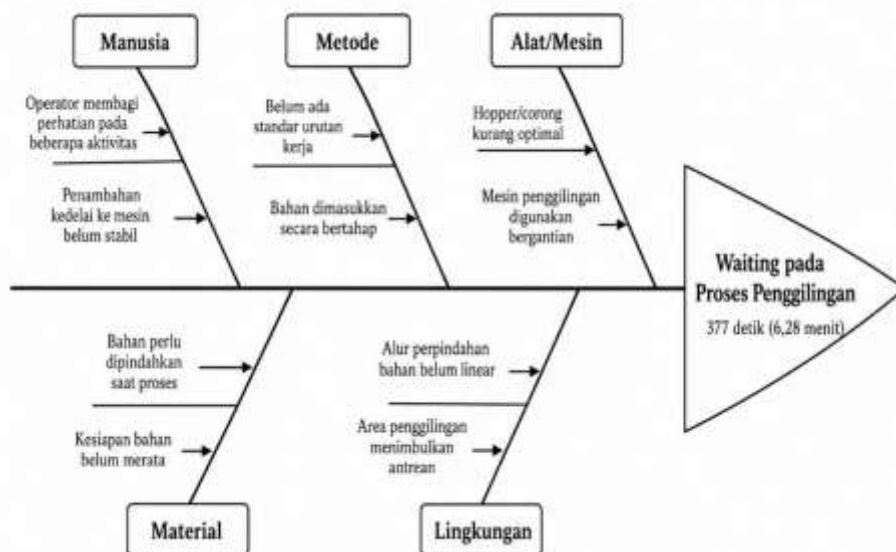 Manusia
Metode
Alat/Mesin
Operator membagi
perhatian pada
beberapa aktivitas
Penambahan
kedelai ke mesin
belum stabil
Belum ada
standar urutan
kerja
Bahan dimasukkan
secara bertahap
Hopper/corong
kurang optimal
Mesin penggilingan
digunakan
bergantian
Waiting pada
Proses Penggilingan
377 detik (6,28 menit)
Bahan perlu
dipindahkan
saat proses
Kesiapan bahan
belum merata
Alur perpindahan
bahan belum linear
Area penggilingan
menimbulkan
antrean
Material
Lingkungan